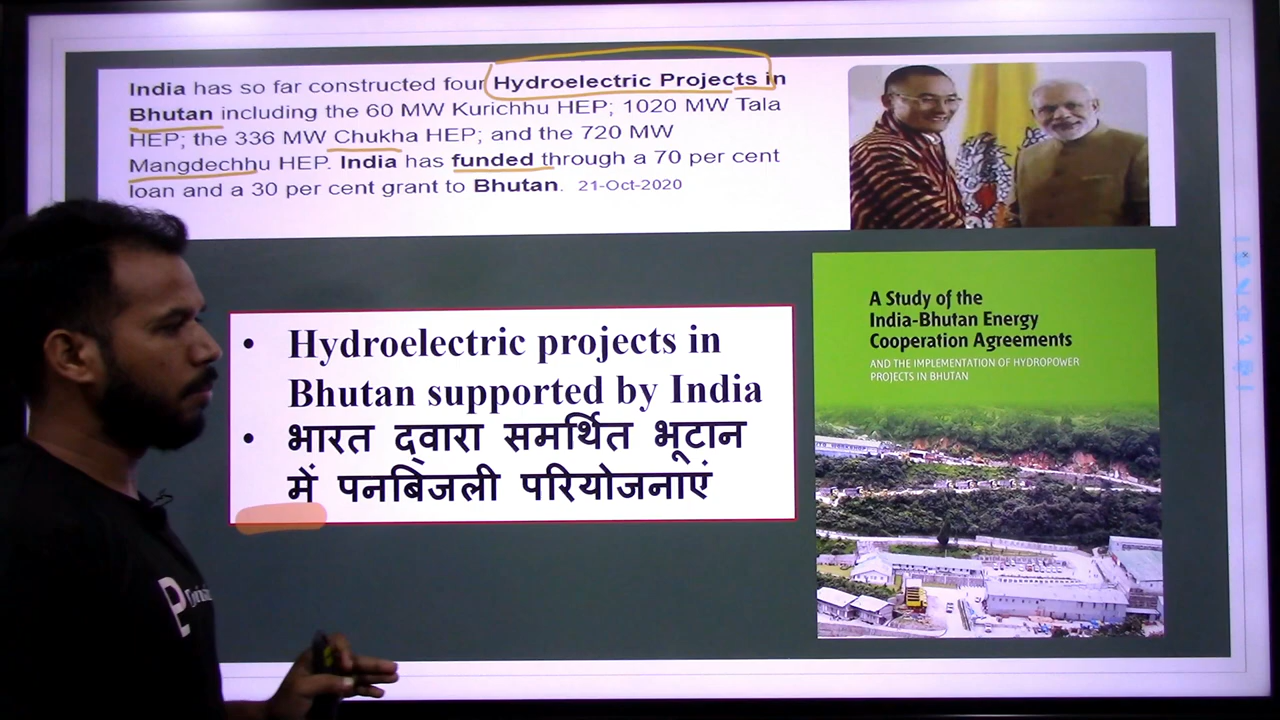 India has so far constructed four Hydroelectric Projects in
Bhutan including the 60 MW Kurichhu HEP; 1020 MW Tala
HEP; the 336 MW Chukha HEP; and the 720 MW
Mangdechhu HEP. India has funded through a 70 per cent
loan and a 30 per cent grant to Bhutan. 21-Oct-2020
• Hydroelectric projects in
Bhutan supported by India
• भारत द्वारा समर्थित भूटान
में पनबिजली परियोजनाएं
A Study of the
India-Bhutan Energy
Cooperation Agreements
AND THE IMPLEMENTATION OF HYDROPOWER
PROJECTS IN BHUTAN